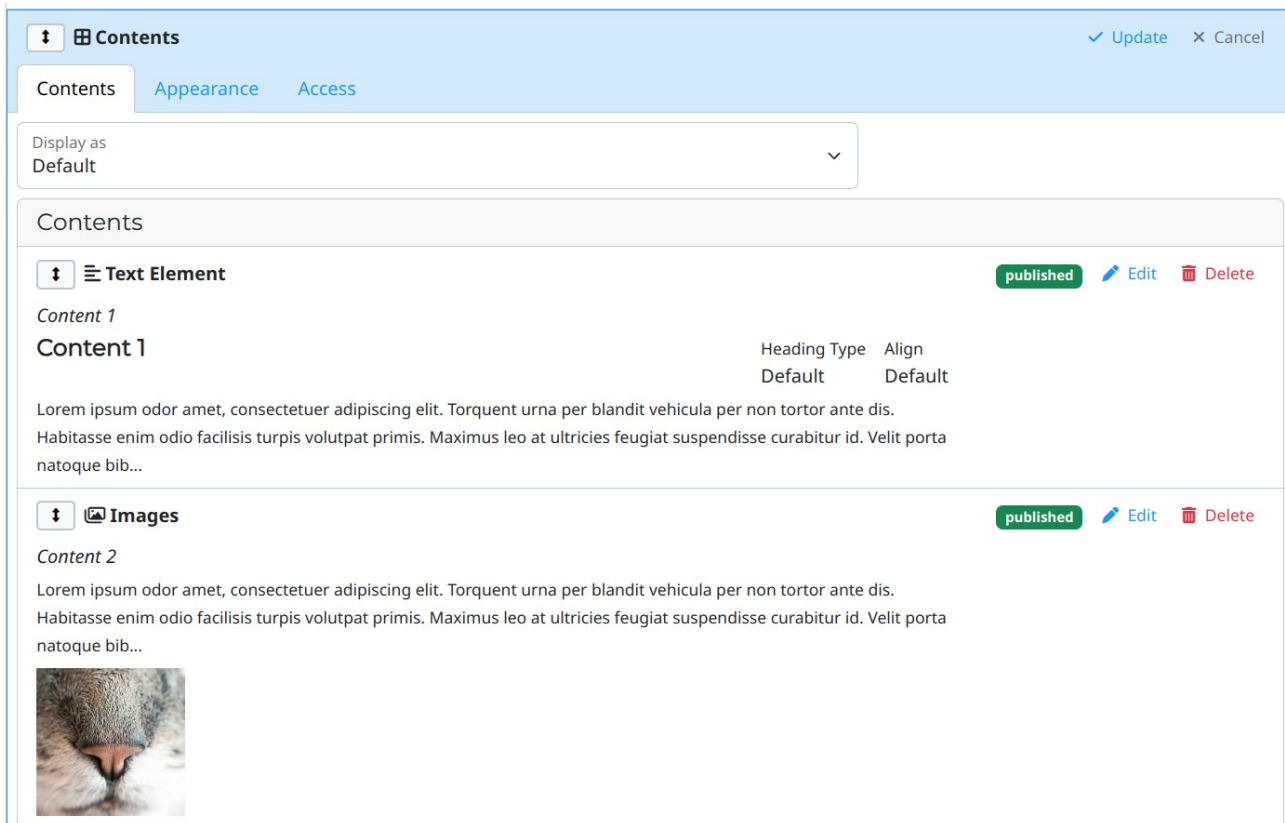 Contents
Update
Cancel
Contents
Appearance
Access
Display as
Default
Contents
Text Element
published
Edit
Delete
Content 1
Content 1
Heading Type
Align
Default
Default
Lorem ipsum odor amet, consectetuer adipiscing elit. Torquent urna per blandit vehicula per non tortor ante dis.
Habitasse enim odio facilisis turpis volutpat primis. Maximus leo at ultricies feugiat suspendisse curabitur id. Velit porta
natoque bib...
Images
published
Edit
Delete
Content 2
Lorem ipsum odor amet, consectetuer adipiscing elit. Torquent urna per blandit vehicula per non tortor ante dis.
Habitasse enim odio facilisis turpis volutpat primis. Maximus leo at ultricies feugiat suspendisse curabitur id. Velit porta
natoque bib...